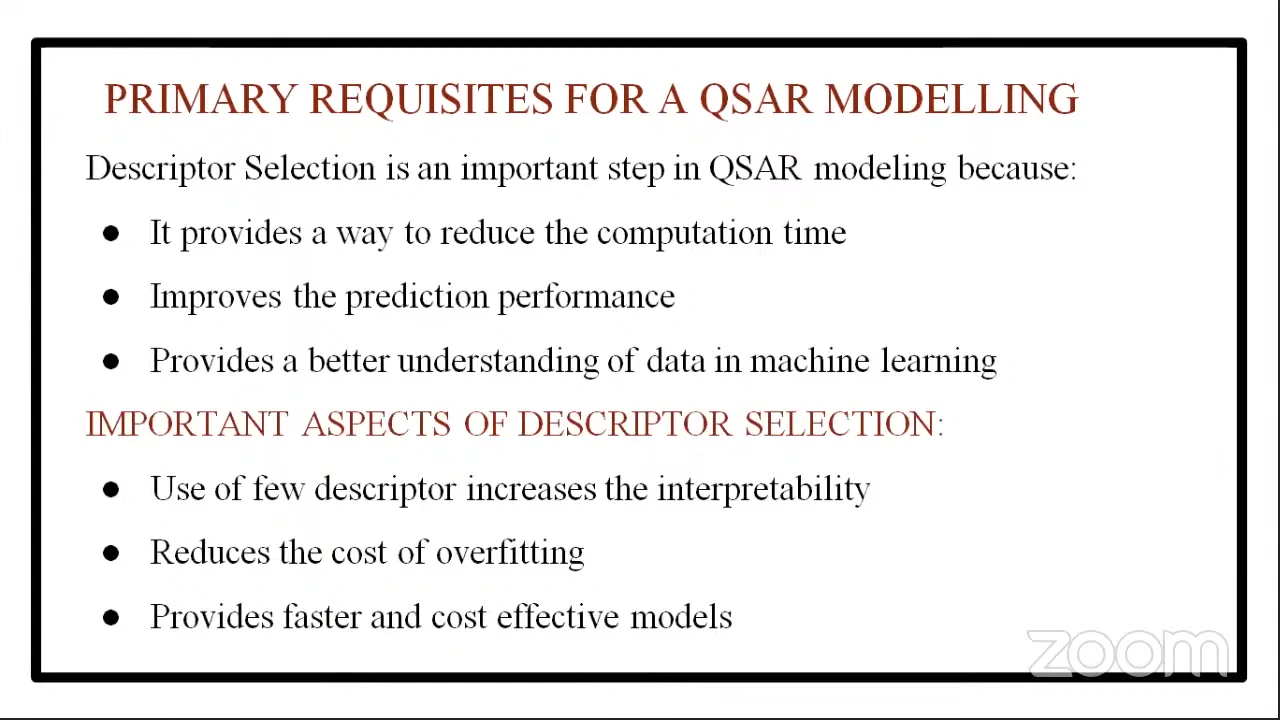 PRIMARY REQUISITES FOR A QSAR MODELLING
Descriptor Selection is an important step in QSAR modeling because:
● It provides a way to reduce the computation time
● Improves the prediction performance
● Provides a better understanding of data in machine learning
IMPORTANT ASPECTS OF DESCRIPTOR SELECTION:
● Use of few descriptor increases the interpretability
● Reduces the cost of overfitting
● Provides faster and cost effective models
zoom